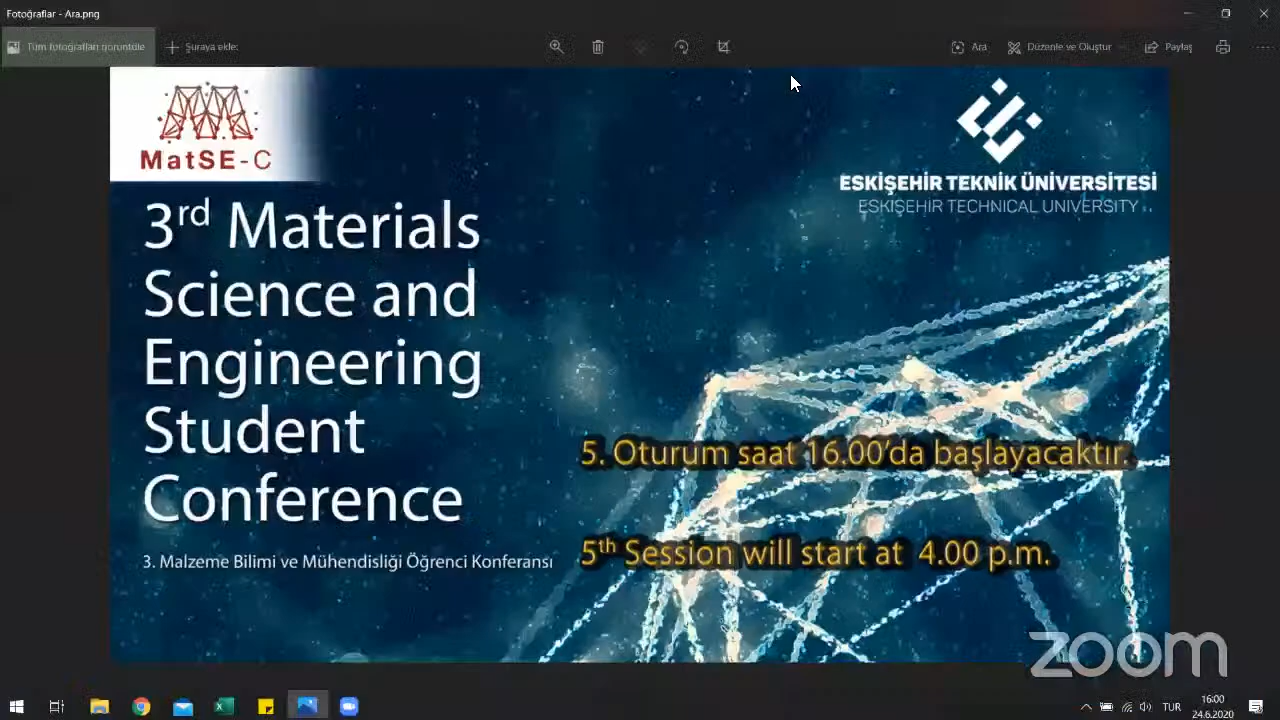 Fotoğraflar - Ara.png
Tüm fotoğrafları görüntüle
Şuraya ekle:
Ara
Düzenle ve Oluştur
Paylaş
MatSE-C
ESKİŞEHİR TEKNİK ÜNİVERSİTESİ
ESKİŞEHİR TECHNICAL UNIVERSITY
3rd Materials
Science and
Engineering
Student
Conference
3. Malzeme Bilimi ve Mühendisliği Öğrenci Konferansı
5. Oturum saat 16.00'da başlayacaktır.
5th Session will start at 4.00 p.m.
zoom
TUR
16:00
24.6.2020